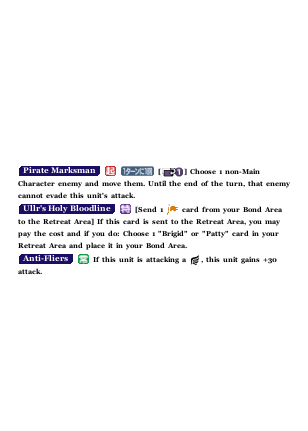 Pirate Marksman 起 1ターンに1回 [ 1 ] Choose 1 non-Main
Character enemy and move them. Until the end of the turn, that enemy
cannot evade this unit's attack.
Ullr's Holy Bloodline [Send 1 card from your Bond Area
to the Retreat Area] If this card is sent to the Retreat Area, you may
pay the cost and if you do: Choose 1 "Brigid" or "Patty" card in your
Retreat Area and place it in your Bond Area.
Anti-Fliers If this unit is attacking a , this unit gains +30
attack.